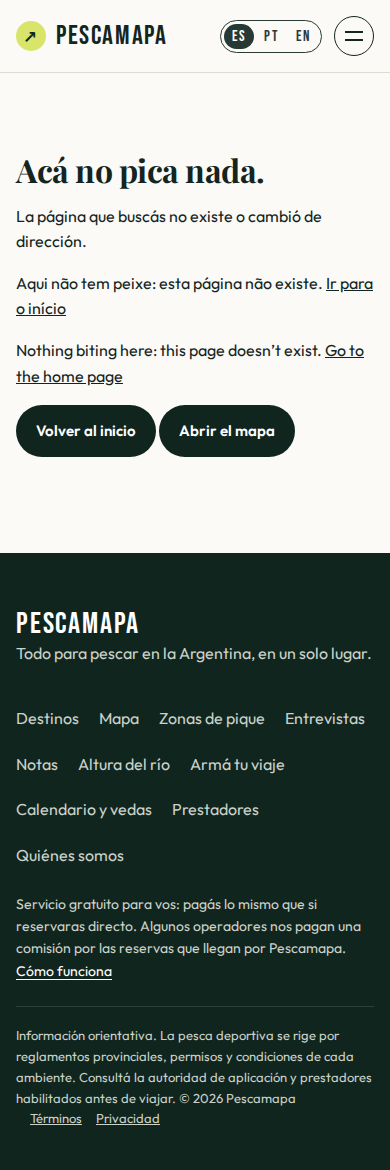 ↗ PESCAMAPA ES PT EN
Acá no pica nada.
La página que buscás no existe o cambió de
dirección.
Aqui não tem peixe: esta página não existe. Ir para
o início
Nothing biting here: this page doesn’t exist. Go to
the home page
Volver al inicio Abrir el mapa
PESCAMAPA
Todo para pescar en la Argentina, en un solo lugar.
Destinos Mapa Zonas de pique Entrevistas
Notas Altura del río Armá tu viaje
Calendario y vedas Prestadores
Quiénes somos
Servicio gratuito para vos: pagás lo mismo que si
reservaras directo. Algunos operadores nos pagan una
comisión por las reservas que llegan por Pescamapa.
Cómo funciona
Información orientativa. La pesca deportiva se rige por
reglamentos provinciales, permisos y condiciones de cada
ambiente. Consultá la autoridad de aplicación y prestadores
habilitados antes de viajar. © 2026 Pescamapa
Términos Privacidad